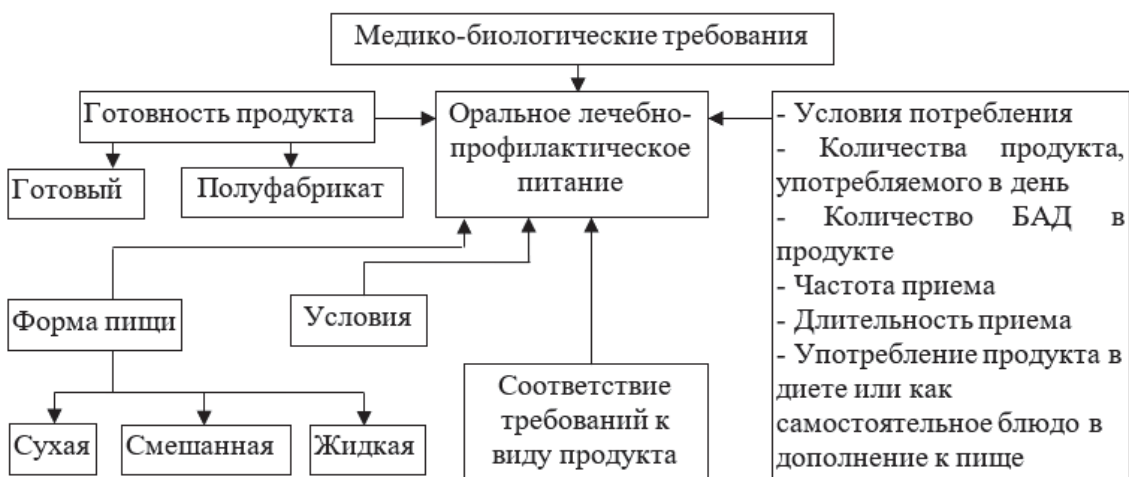 Медико-биологические требования
Готовность продукта
Готовый
Полуфабрикат
Оральное лечебно-
профилактическое
питание
- Условия потребления
- Количества продукта,
употребляемого в день
- Количество БАД в
продукте
- Частота приема
- Длительность приема
- Употребление продукта в
диете или как
самостоятельное блюдо в
дополнение к пище
Форма пищи
Условия
Сухая
Смешанная
Жидкая
Соответствие
требований к
виду продукта